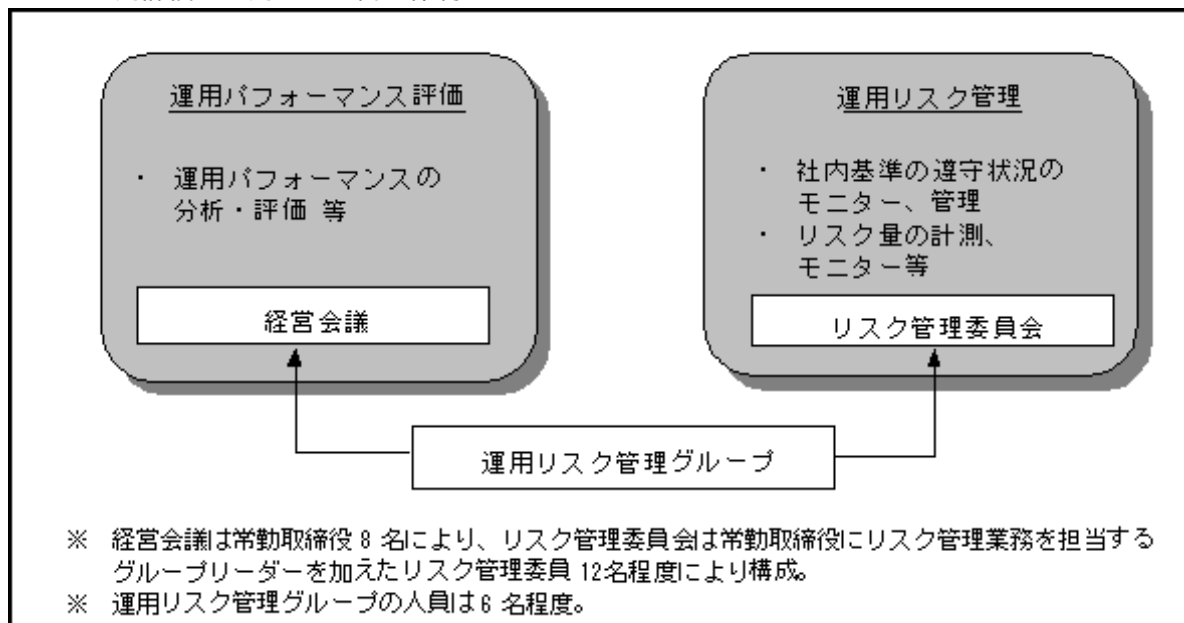 運用パフォーマンス評価
・ 運用パフォーマンスの
分析・評価 等
経営会議
運用リスク管理
・ 社内基準の遵守状況の
モニター、管理
・ リスク量の計測、
モニター等
リスク管理委員会
運用リスク管理グループ
※ 経営会議は常勤取締役 8 名により、リスク管理委員会は常勤取締役にリスク管理業務を担当する
グループリーダーを加えたリスク管理委員 12名程度により構成。
※ 運用リスク管理グループの人員は 6 名程度。